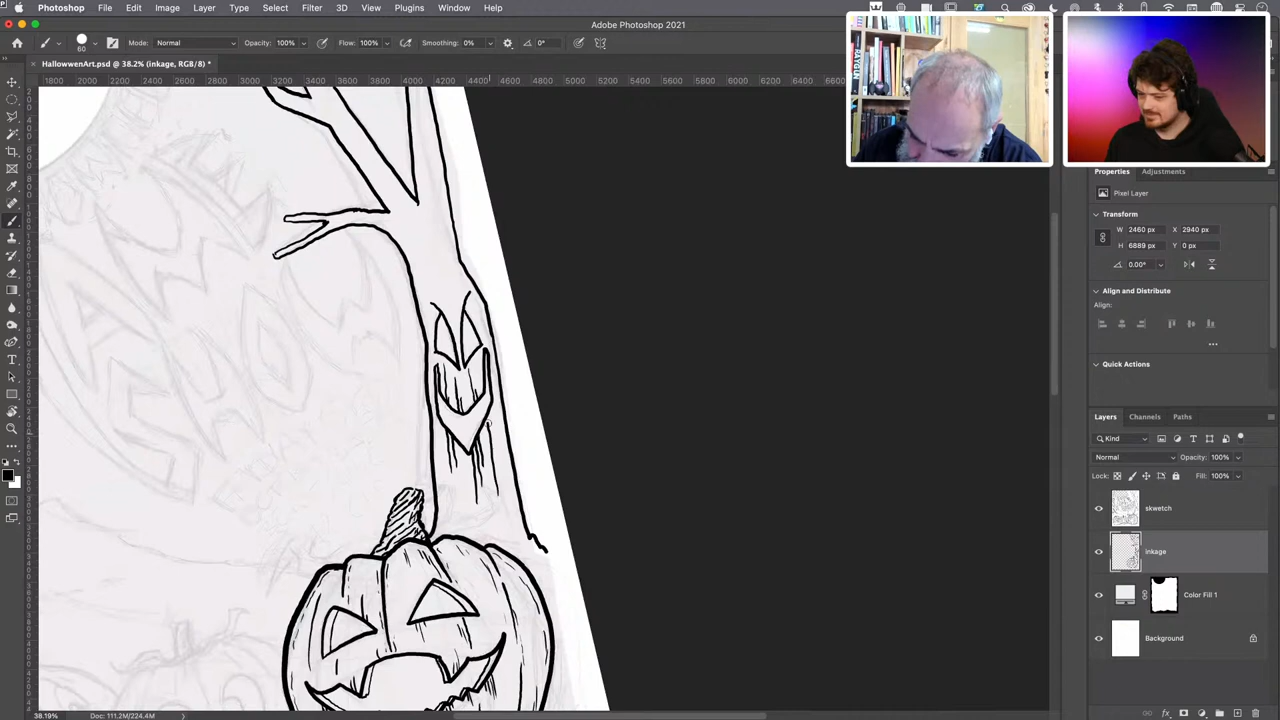 Photoshop File Edit Image Layer Type Select Filter 3D View Plugins Window Help
Adobe Photoshop 2021
60 Mode: Normal Opacity: 100% Flow: 100% Smoothing: 0% 0°
HallowwenArt.psd @ 38.2% (inkage, RGB/8) *
1800 2000 2200 2400 2600 2800 3000 3200 3400 3600 3800 4000 4200 4400 4600 4800 5000 5200 5400 5600 5800 6000 6200 6400 6600
Properties Adjustments
Pixel Layer
Transform
W 2460 px X 2940 px
H 6889 px Y 0 px
0.00°
Align and Distribute
Align:
Quick Actions
Layers Channels Paths
Kind
Normal Opacity: 100%
Lock: Fill: 100%
skwetch
inkage
Color Fill 1
Background
38.19% Doc: 111.2M/224.4M